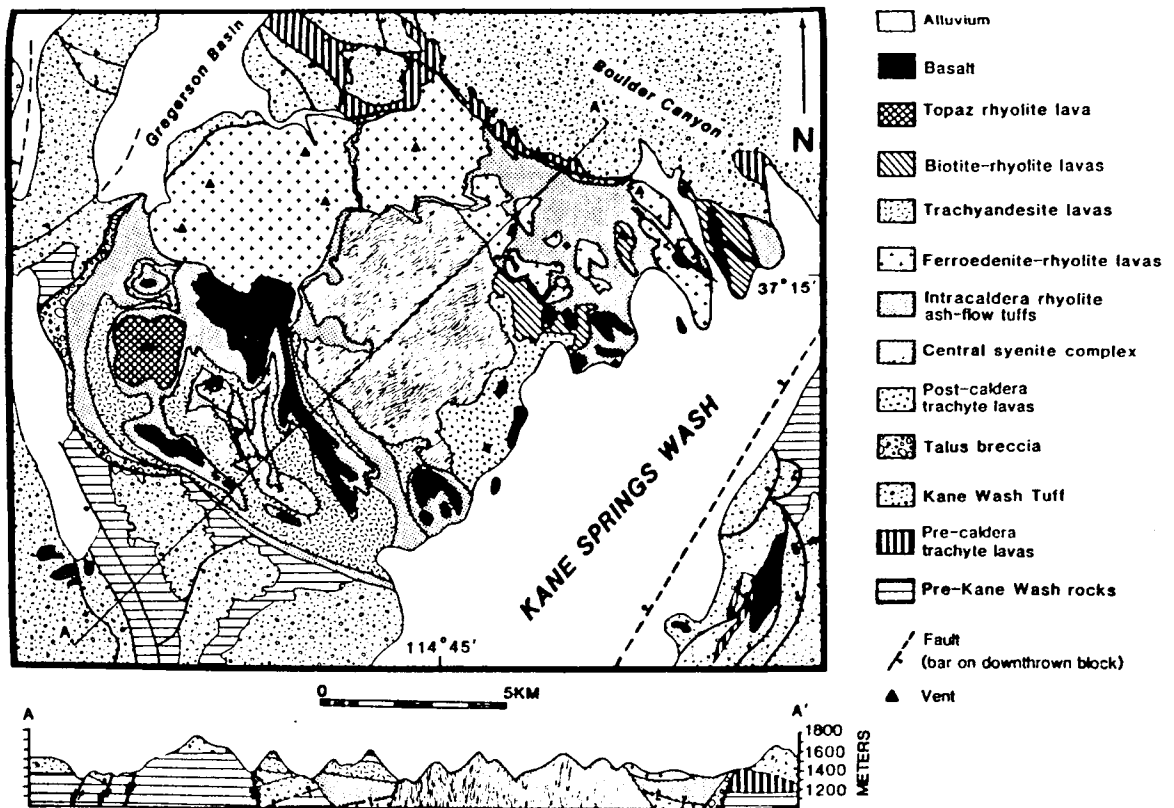 Gregerson Basin
Boulder Canyon
A'
N
37°15'
KANE SPRINGS WASH
A
114°45'
0 5KM
A A'
1800
1600
1400
1200
METERS
Alluvium
Basalt
Topaz rhyolite lava
Biotite-rhyolite lavas
Trachyandesite lavas
Ferroedenite-rhyolite lavas
Intracaldera rhyolite
ash-flow tuffs
Central syenite complex
Post-caldera
trachyte lavas
Talus breccia
Kane Wash Tuff
Pre-caldera
trachyte lavas
Pre-Kane Wash rocks
Fault
(bar on downthrown block)
Vent